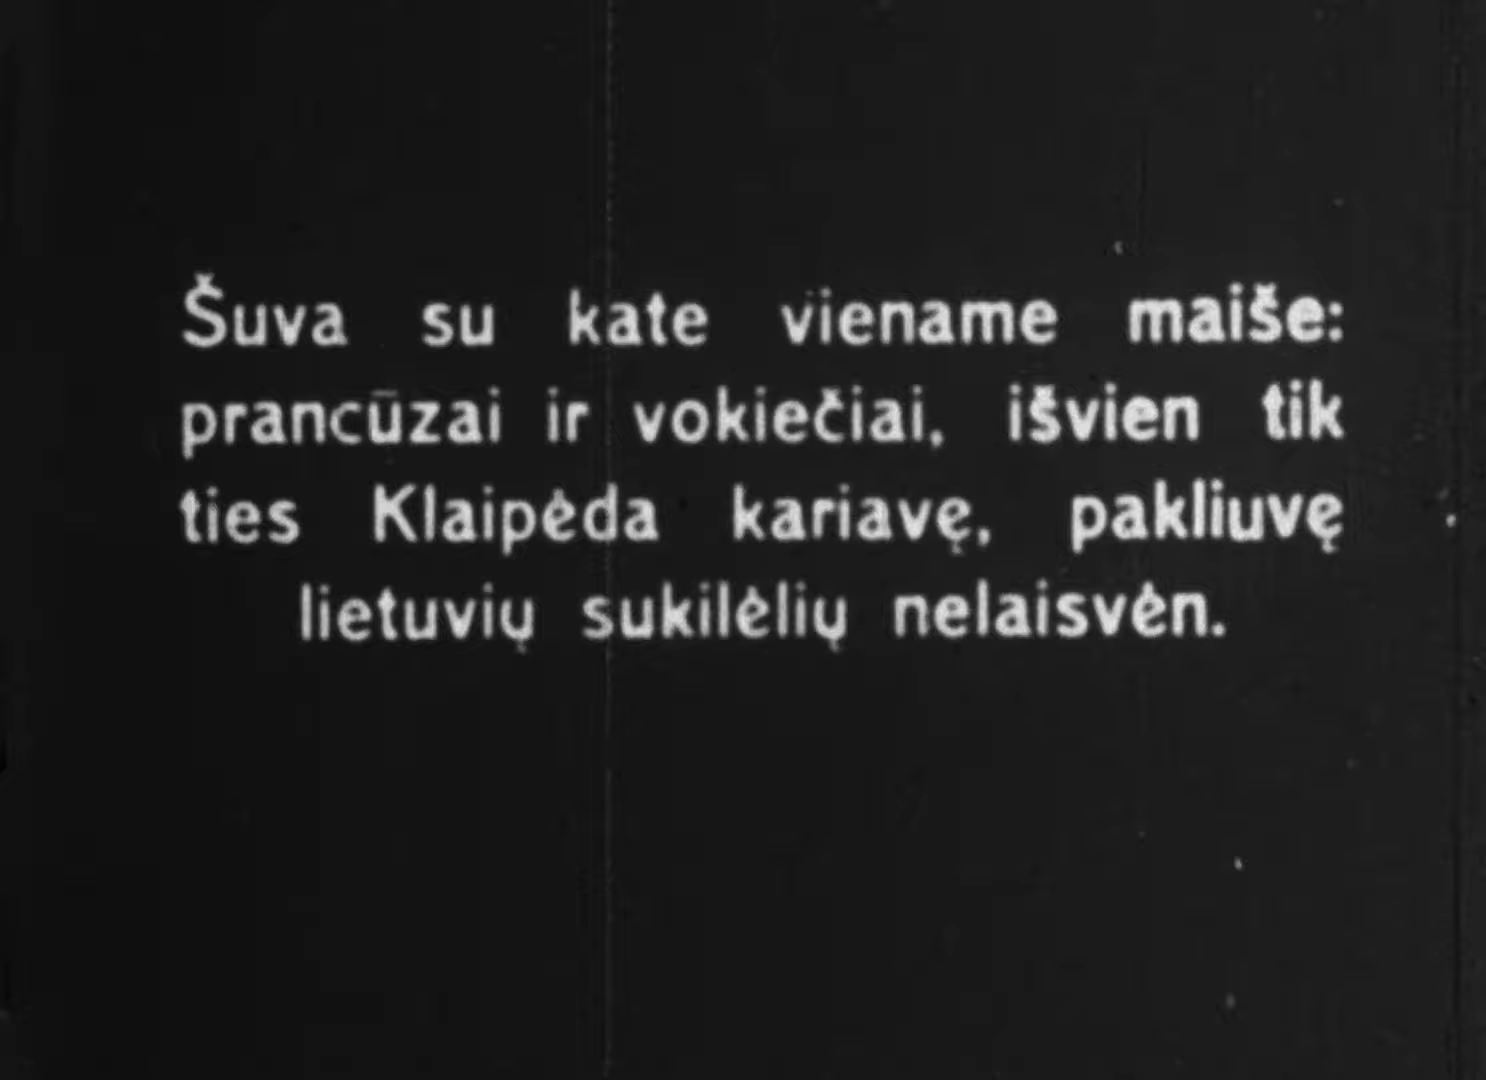 Šuva su kate viename maiše:
prancūzai ir vokiečiai, išvien tik
ties Klaipėda kariavę, pakliuvę
lietuvių sukilėlių nelaisvėn.